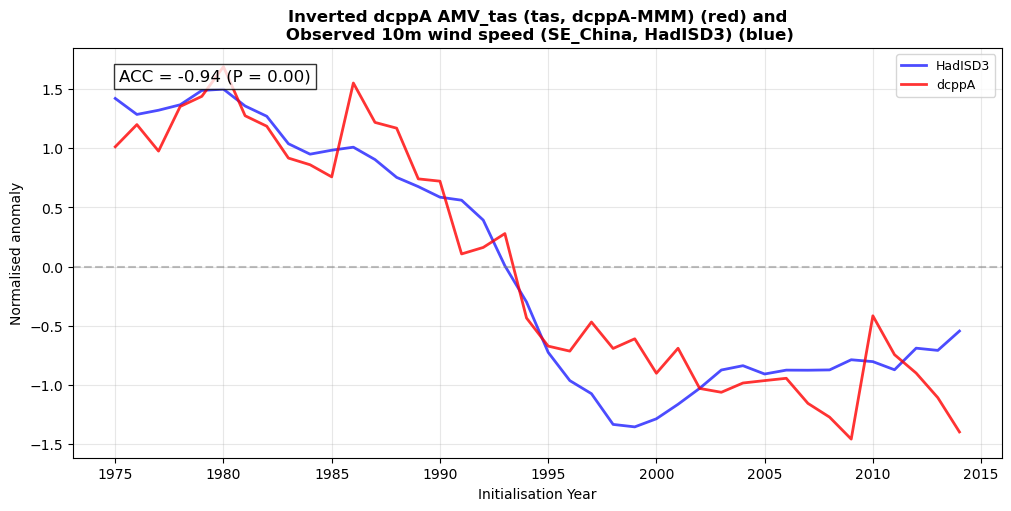 Inverted dcppA AMV_tas (tas, dcppA-MMM) (red) and
Observed 10m wind speed (SE_China, HadISD3) (blue)
ACC = -0.94 (P = 0.00)
HadISD3
dcppA
Normalised anomaly
1.5
1.0
0.5
0.0
−0.5
−1.0
−1.5
1975 1980 1985 1990 1995 2000 2005 2010 2015
Initialisation Year